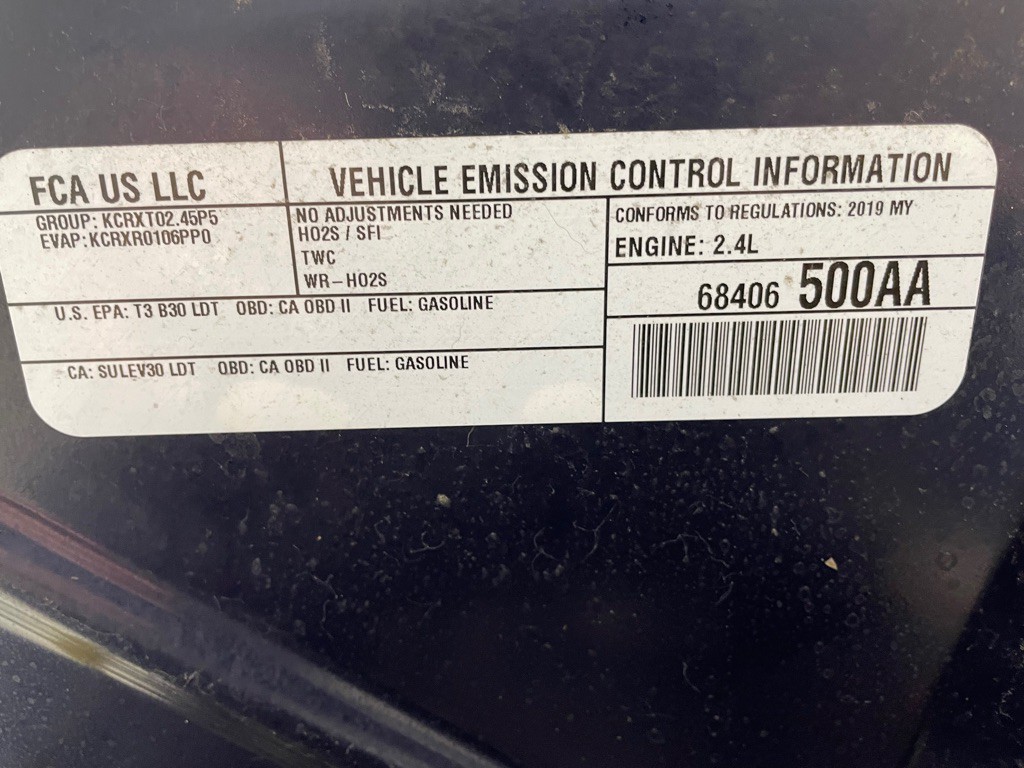 FCA US LLC
VEHICLE EMISSION CONTROL INFORMATION
GROUP: KCRXT02.45P5
EVAP:KCRXR0106PP0
NO ADJUSTMENTS NEEDED
HO2S / SFI
TWC
WR-HO2S
CONFORMS TO REGULATIONS: 2019 MY
ENGINE: 2.4L
68406 500AA
U.S. EPA: T3 B30 LDT OBD: CA OBD II FUEL: GASOLINE
CA: SULEV30 LDT OBD: CA OBD II FUEL: GASOLINE